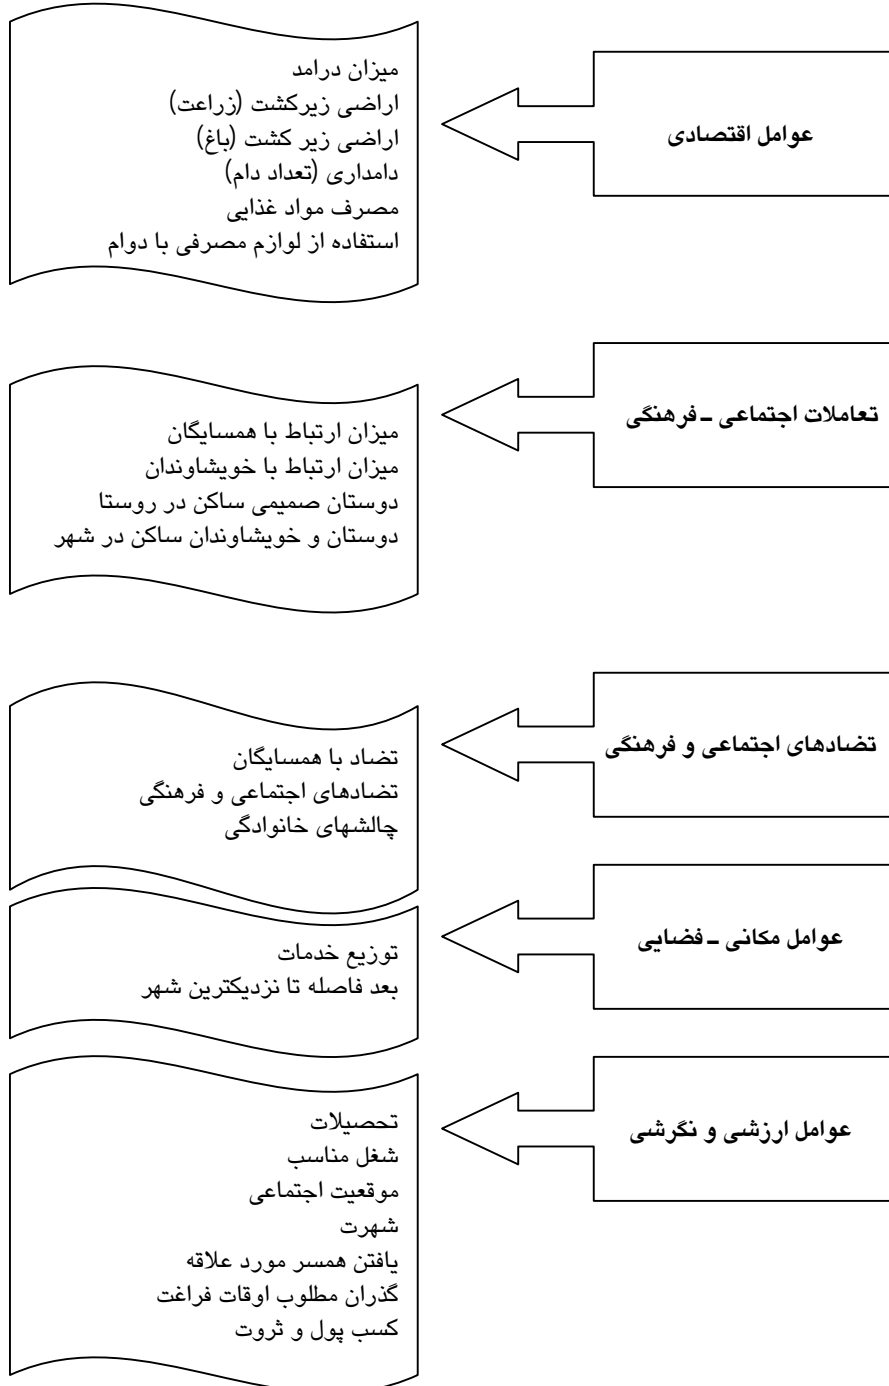 عوامل اقتصادی
میزان درامد
اراضی زیرکشت (زراعت)
اراضی زیر کشت (باغ)
دامداری (تعداد دام)
مصرف مواد غذایی
استفاده از لوازم مصرفی با دوام
تعاملات اجتماعی ـ فرهنگی
میزان ارتباط با همسایگان
میزان ارتباط با خویشاوندان
دوستان صمیمی ساکن در روستا
دوستان و خویشاوندان ساکن در شهر
تضادهای اجتماعی و فرهنگی
تضاد با همسایگان
تضادهای اجتماعی و فرهنگی
چالشهای خانوادگی
عوامل مکانی ـ فضایی
توزیع خدمات
بعد فاصله تا نزدیکترین شهر
عوامل ارزشی و نگرشی
تحصیلات
شغل مناسب
موقعیت اجتماعی
شهرت
یافتن همسر مورد علاقه
گذران مطلوب اوقات فراغت
کسب پول و ثروت